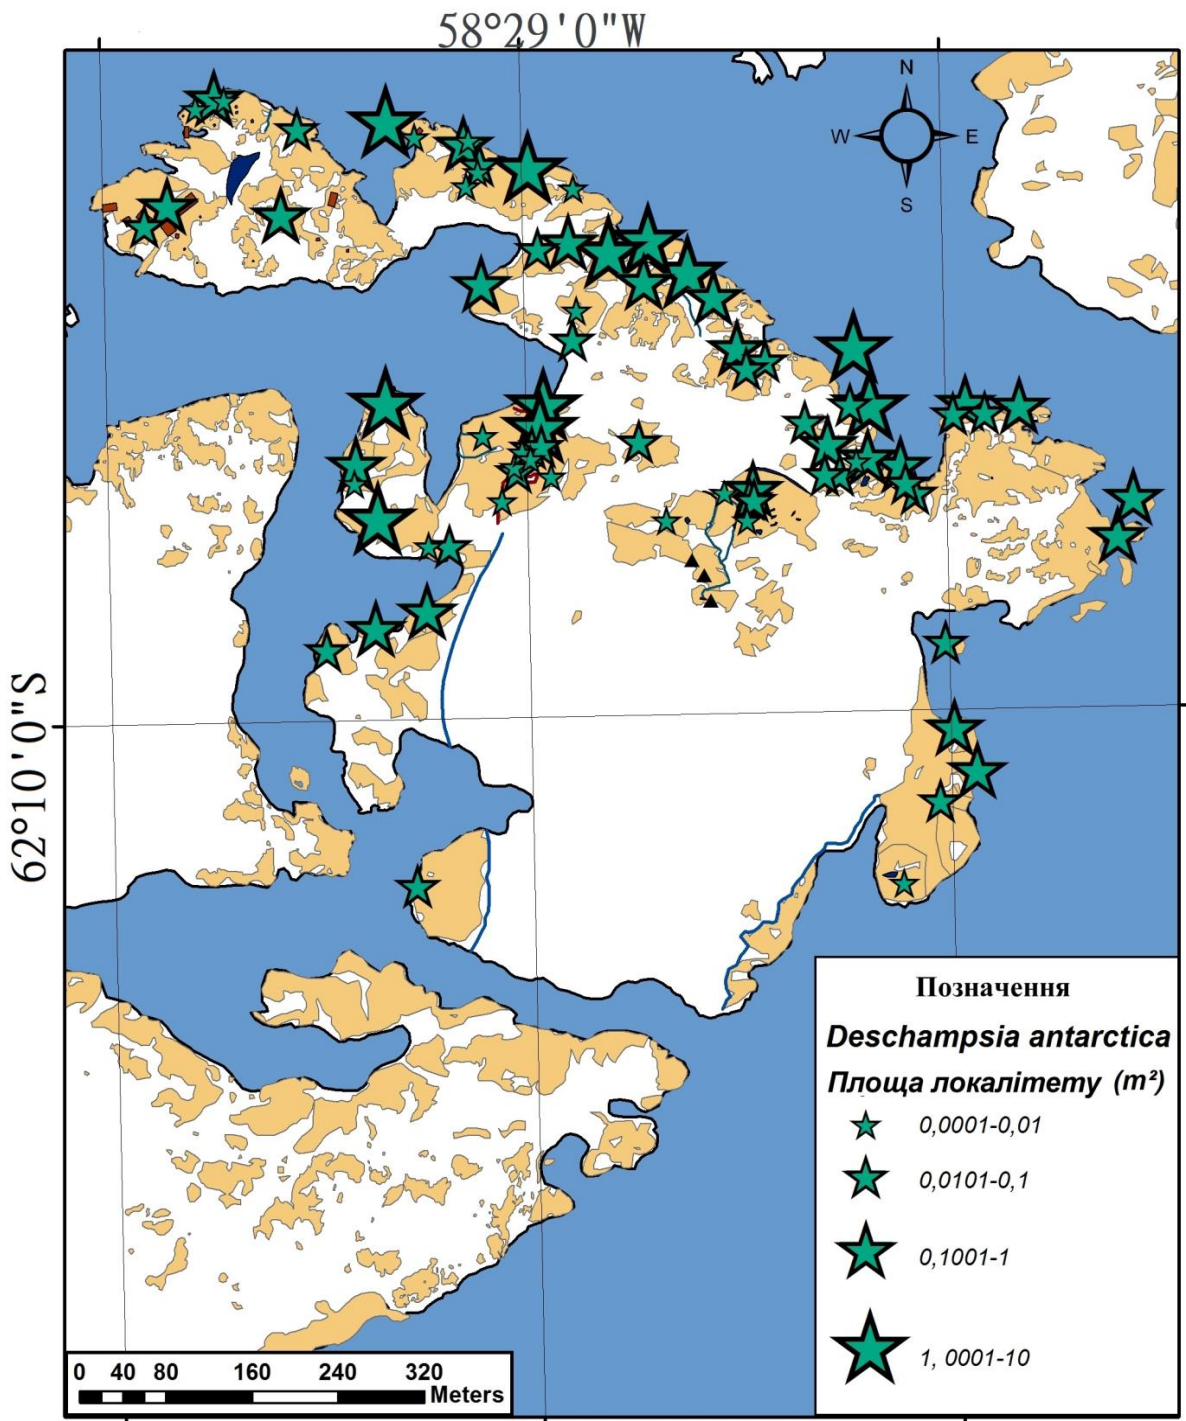 58°29'0"W
N
W E
S
62°10'0"S
Позначення
Deschampsia antarctica
Площа локалітету (m²)
0,0001-0,01
0,0101-0,1
0,1001-1
1, 0001-10
0 40 80 160 240 320
Meters